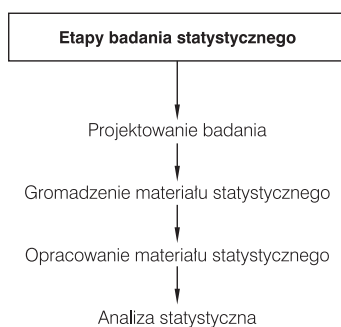 Etapy badania statystycznego
Projektowanie badania
Gromadzenie materiału statystycznego
Opracowanie materiału statystycznego
Analiza statystyczna